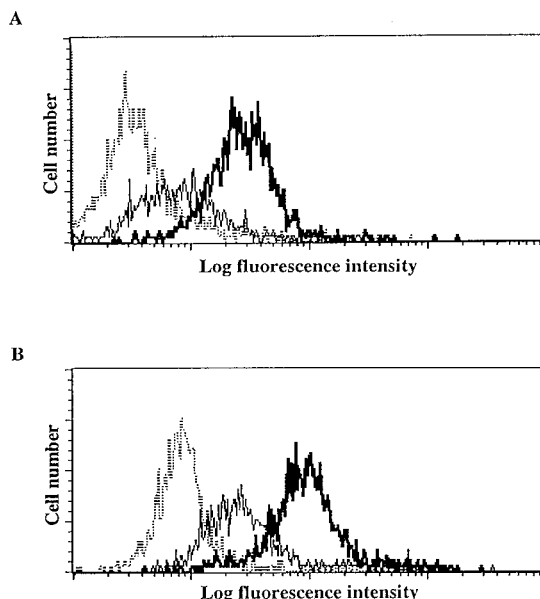 A
Cell number
Log fluorescence intensity
B
Cell number
Log fluorescence intensity